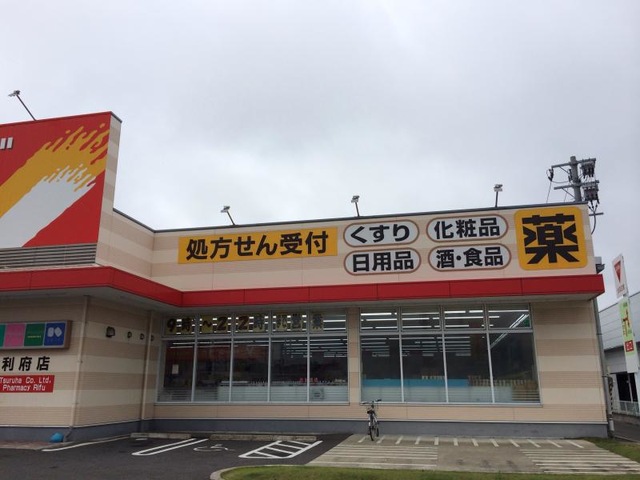 処方せん受付
くすり
化粧品
日用品
酒・食品
薬
利府店
Tsuruha Co. Ltd.
Pharmacy Rifu